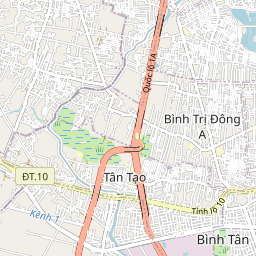 Quốc lộ 1A
Bình Trị Đông
A
ĐT.10
Tân Tạo
Kênh 1
Tỉnh lộ 10
Bình Tân